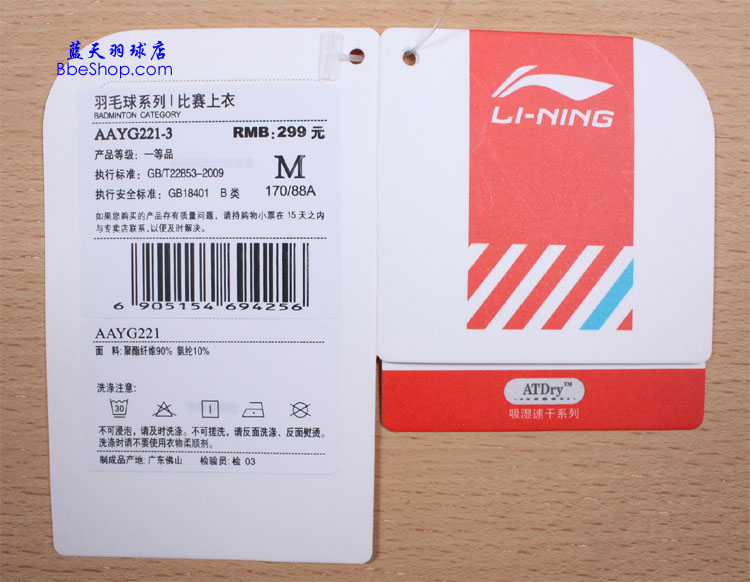 蓝天羽球店
BbeShop.com
羽毛球系列 | 比赛上衣
BADMINTON CATEGORY
AAYG221-3 RMB: 299 元
产品等级: 一等品
执行标准: GB/T22853-2009
执行安全标准: GB18401 B 类
M
170/88A
如果您购买的产品存有质量问题, 请持购物小票在 15 天之内
与专卖店联系,以便及时解决。
6 905154 694256
AAYG221
面 料: 聚酯纤维90% 氨纶10%
洗涤注意:
30
不可浸泡, 请及时洗涤。不可搓洗, 请反面洗涤、反面熨烫。
洗涤时请不要使用衣物柔顺剂。
制成品产地: 广东佛山 检验员: 检 03
LI-NING
ATDry™
吸湿速干系列